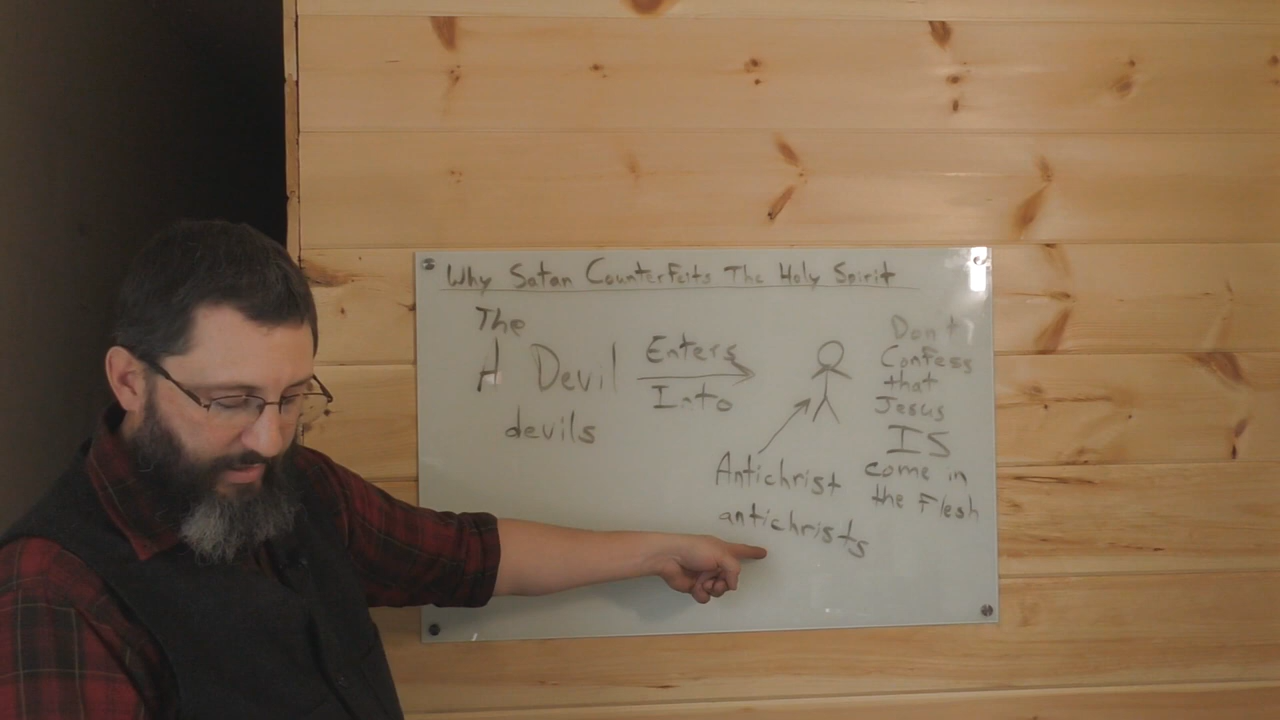 Why Satan Counterfeits The Holy Spirit
The
A Devil
devils
Enters
Into
Antichrist
antichrists
Don't
Confess
that
Jesus
IS
come in
the Flesh